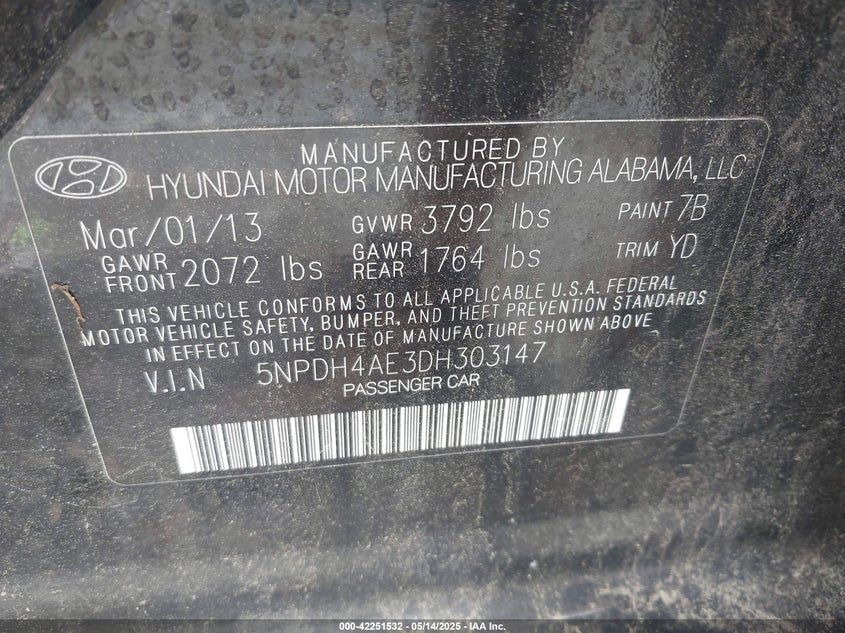 MANUFACTURED BY
HYUNDAI MOTOR MANUFACTURING ALABAMA, LLC
Mar/01/13 GVWR 3792 lbs PAINT 7B
GAWR FRONT 2072 lbs GAWR REAR 1764 lbs TRIM YD
THIS VEHICLE CONFORMS TO ALL APPLICABLE U.S.A. FEDERAL
MOTOR VEHICLE SAFETY, BUMPER, AND THEFT PREVENTION STANDARDS
IN EFFECT ON THE DATE OF MANUFACTURE SHOWN ABOVE
V.I.N 5NPDH4AE3DH303147
PASSENGER CAR
000-42251532 - 05/14/2025 - IAA Inc.